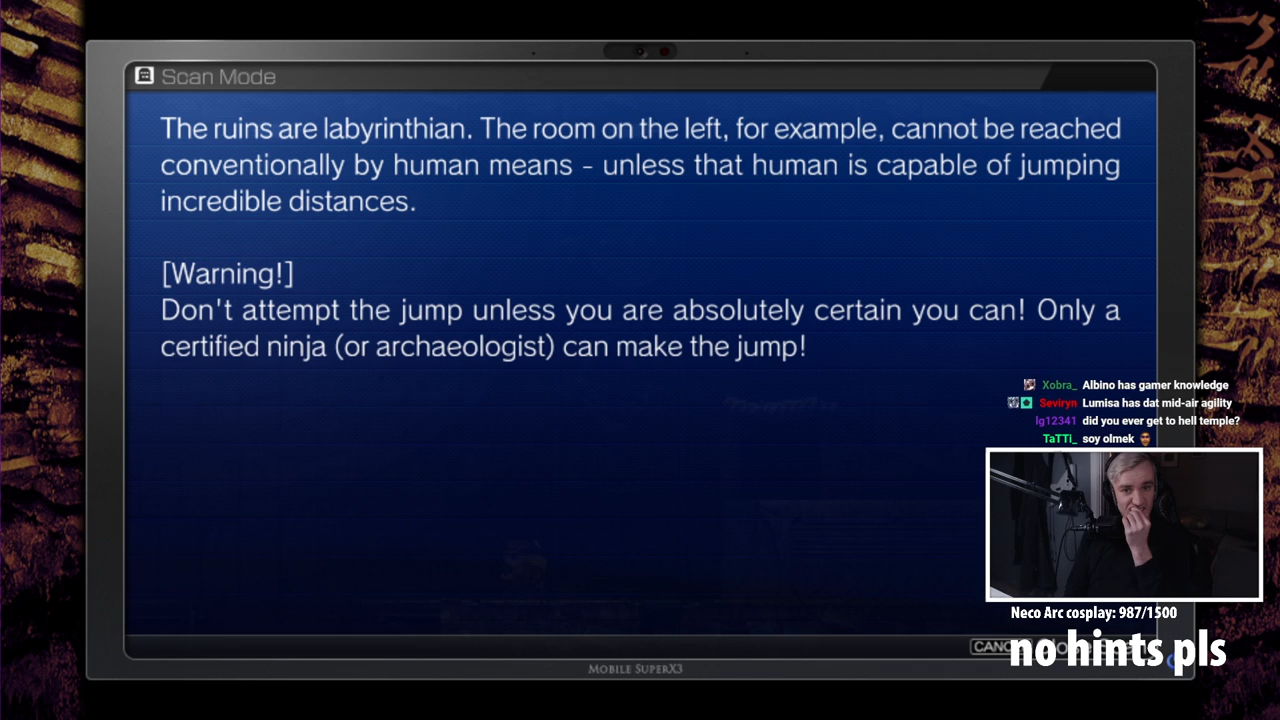 Scan Mode
The ruins are labyrinthian. The room on the left, for example, cannot be reached
conventionally by human means - unless that human is capable of jumping
incredible distances.
[Warning!]
Don't attempt the jump unless you are absolutely certain you can! Only a
certified ninja (or archaeologist) can make the jump!
Xobra_ Albino has gamer knowledge
Seviryn Lumisa has dat mid-air agility
lg12341 did you ever get to hell temple?
TaTTi_ soy olmek
Neco Arc cosplay: 987/1500
no hints pls
MOBILE SUPERX3